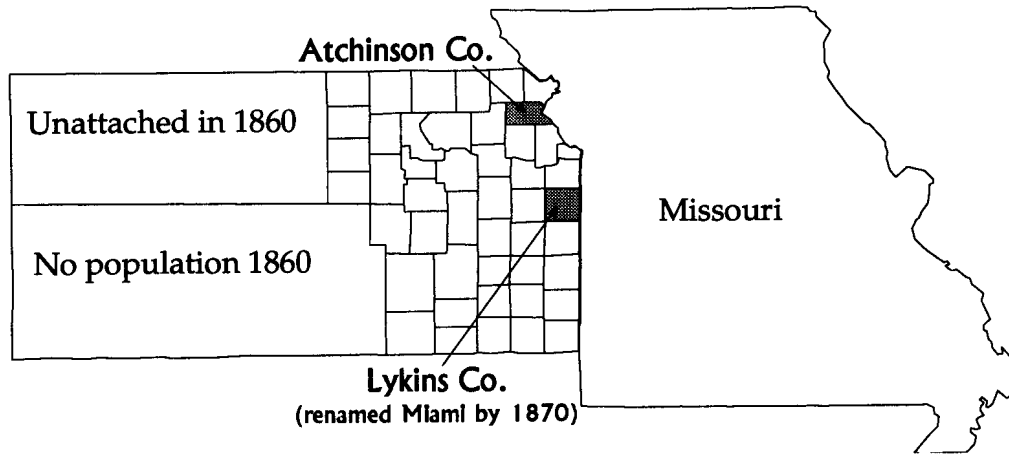 Atchinson Co.
Unattached in 1860
Missouri
No population 1860
Lykins Co.
(renamed Miami by 1870)